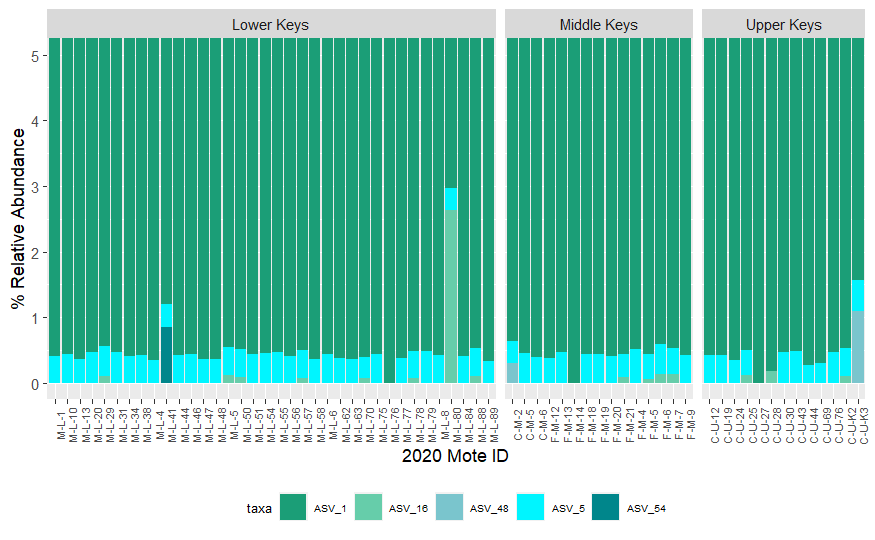 Lower Keys
Middle Keys
Upper Keys
% Relative Abundance
5
4
3
2
1
0
M-L-1
M-L-10
M-L-13
M-L-20
M-L-29
M-L-31
M-L-34
M-L-38
M-L-4
M-L-41
M-L-44
M-L-46
M-L-47
M-L-48
M-L-5
M-L-50
M-L-51
M-L-54
M-L-55
M-L-56
M-L-57
M-L-58
M-L-6
M-L-62
M-L-63
M-L-70
M-L-75
M-L-76
M-L-77
M-L-78
M-L-79
M-L-8
M-L-80
M-L-84
M-L-88
M-L-89
C-M-2
C-M-5
C-M-6
F-M-12
F-M-13
F-M-14
F-M-18
F-M-19
F-M-20
F-M-21
F-M-4
F-M-5
F-M-6
F-M-7
F-M-9
C-U-12
C-U-19
C-U-24
C-U-25
C-U-27
C-U-28
C-U-30
C-U-43
C-U-44
C-U-69
C-U-76
C-U-K2
C-U-K3
2020 Mote ID
taxa ASV_1 ASV_16 ASV_48 ASV_5 ASV_54